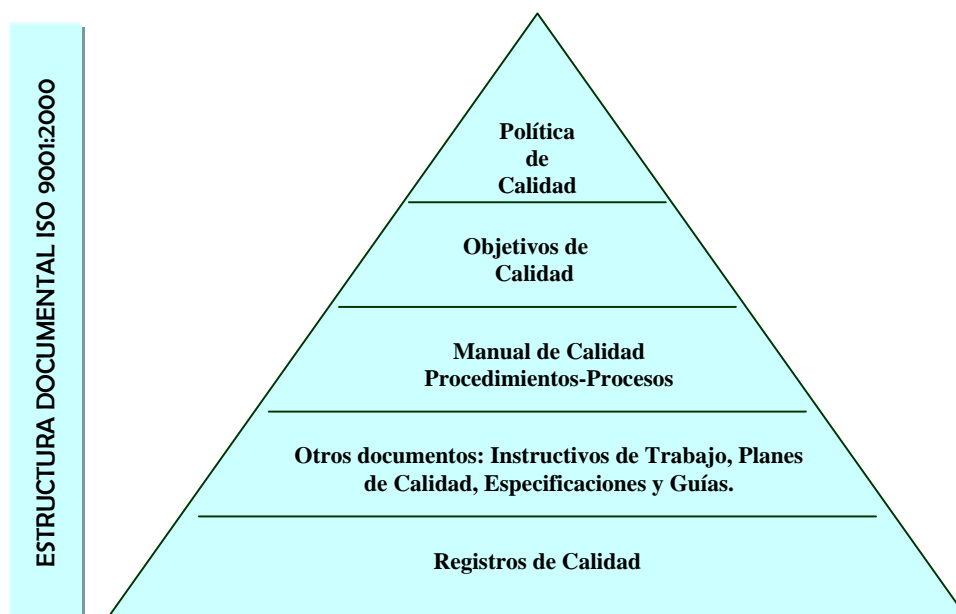 ESTRUCTURA DOCUMENTAL ISO 9001:2000
Política
de
Calidad
Objetivos de
Calidad
Manual de Calidad
Procedimientos-Procesos
Otros documentos: Instructivos de Trabajo, Planes
de Calidad, Especificaciones y Guías.
Registros de Calidad